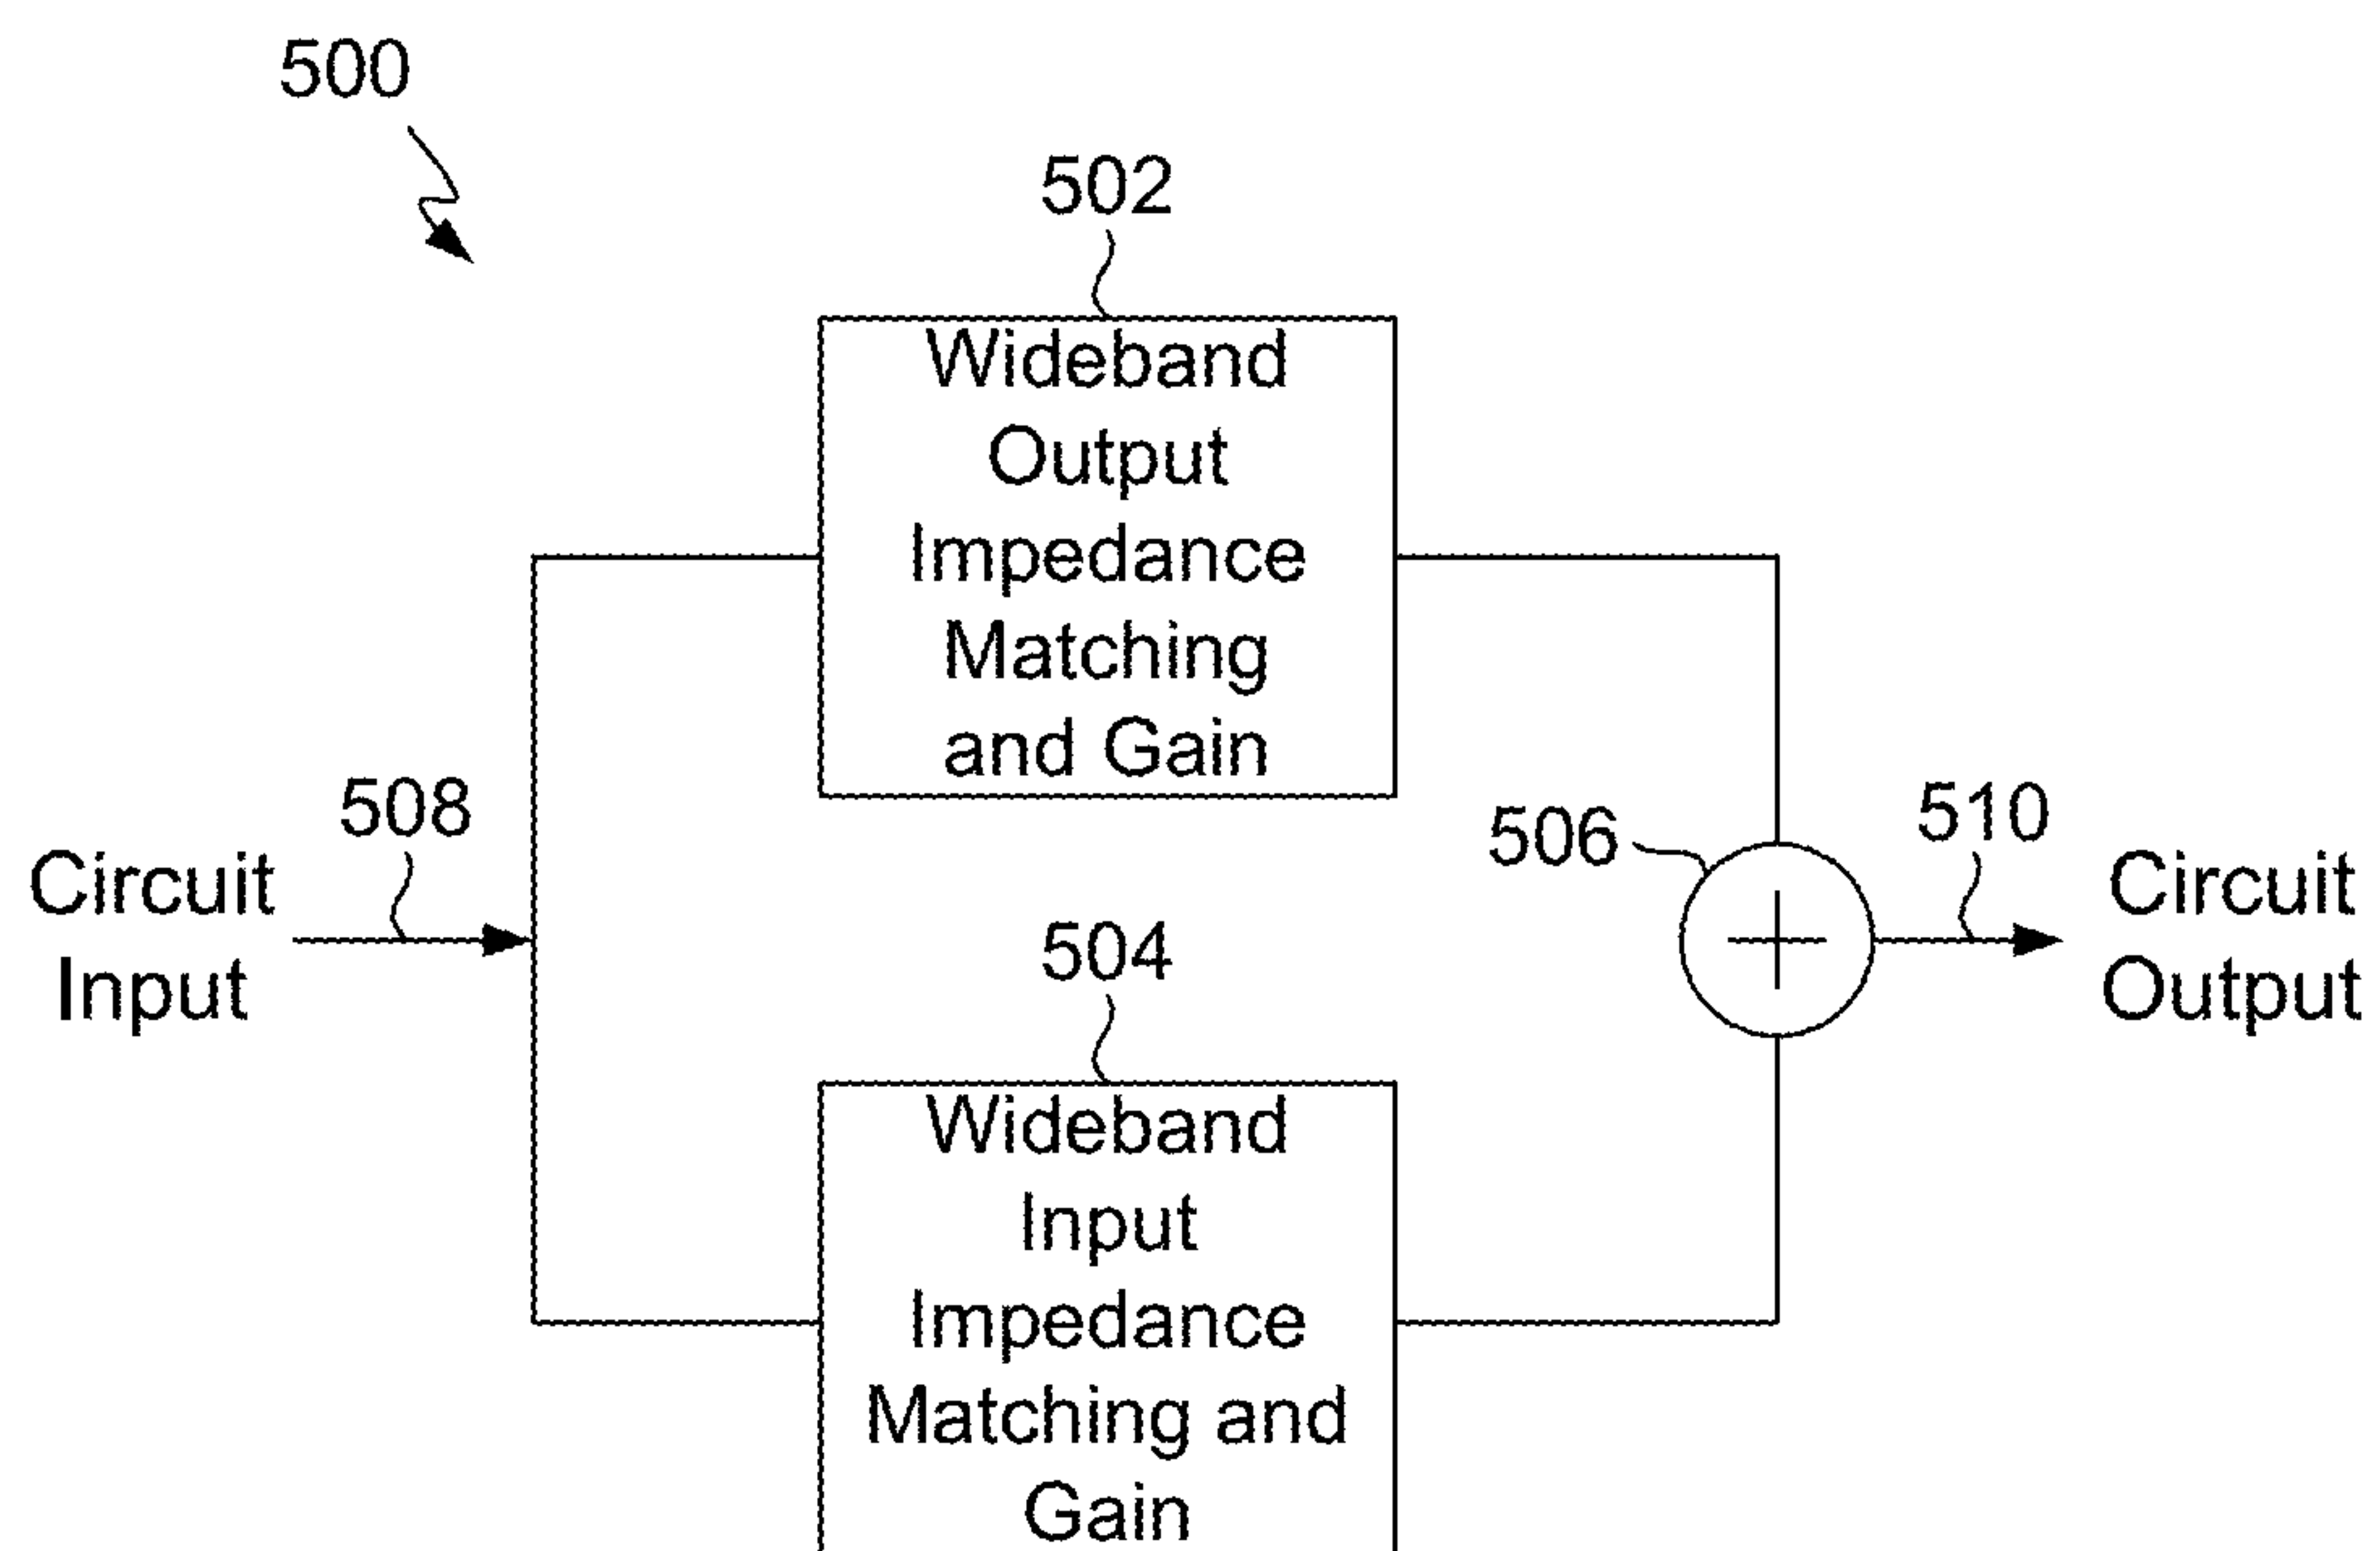 500
502
Wideband
Output
Impedance
Matching
and Gain
508
Circuit
Input
506
510
Circuit
Output
504
Wideband
Input
Impedance
Matching and
Gain